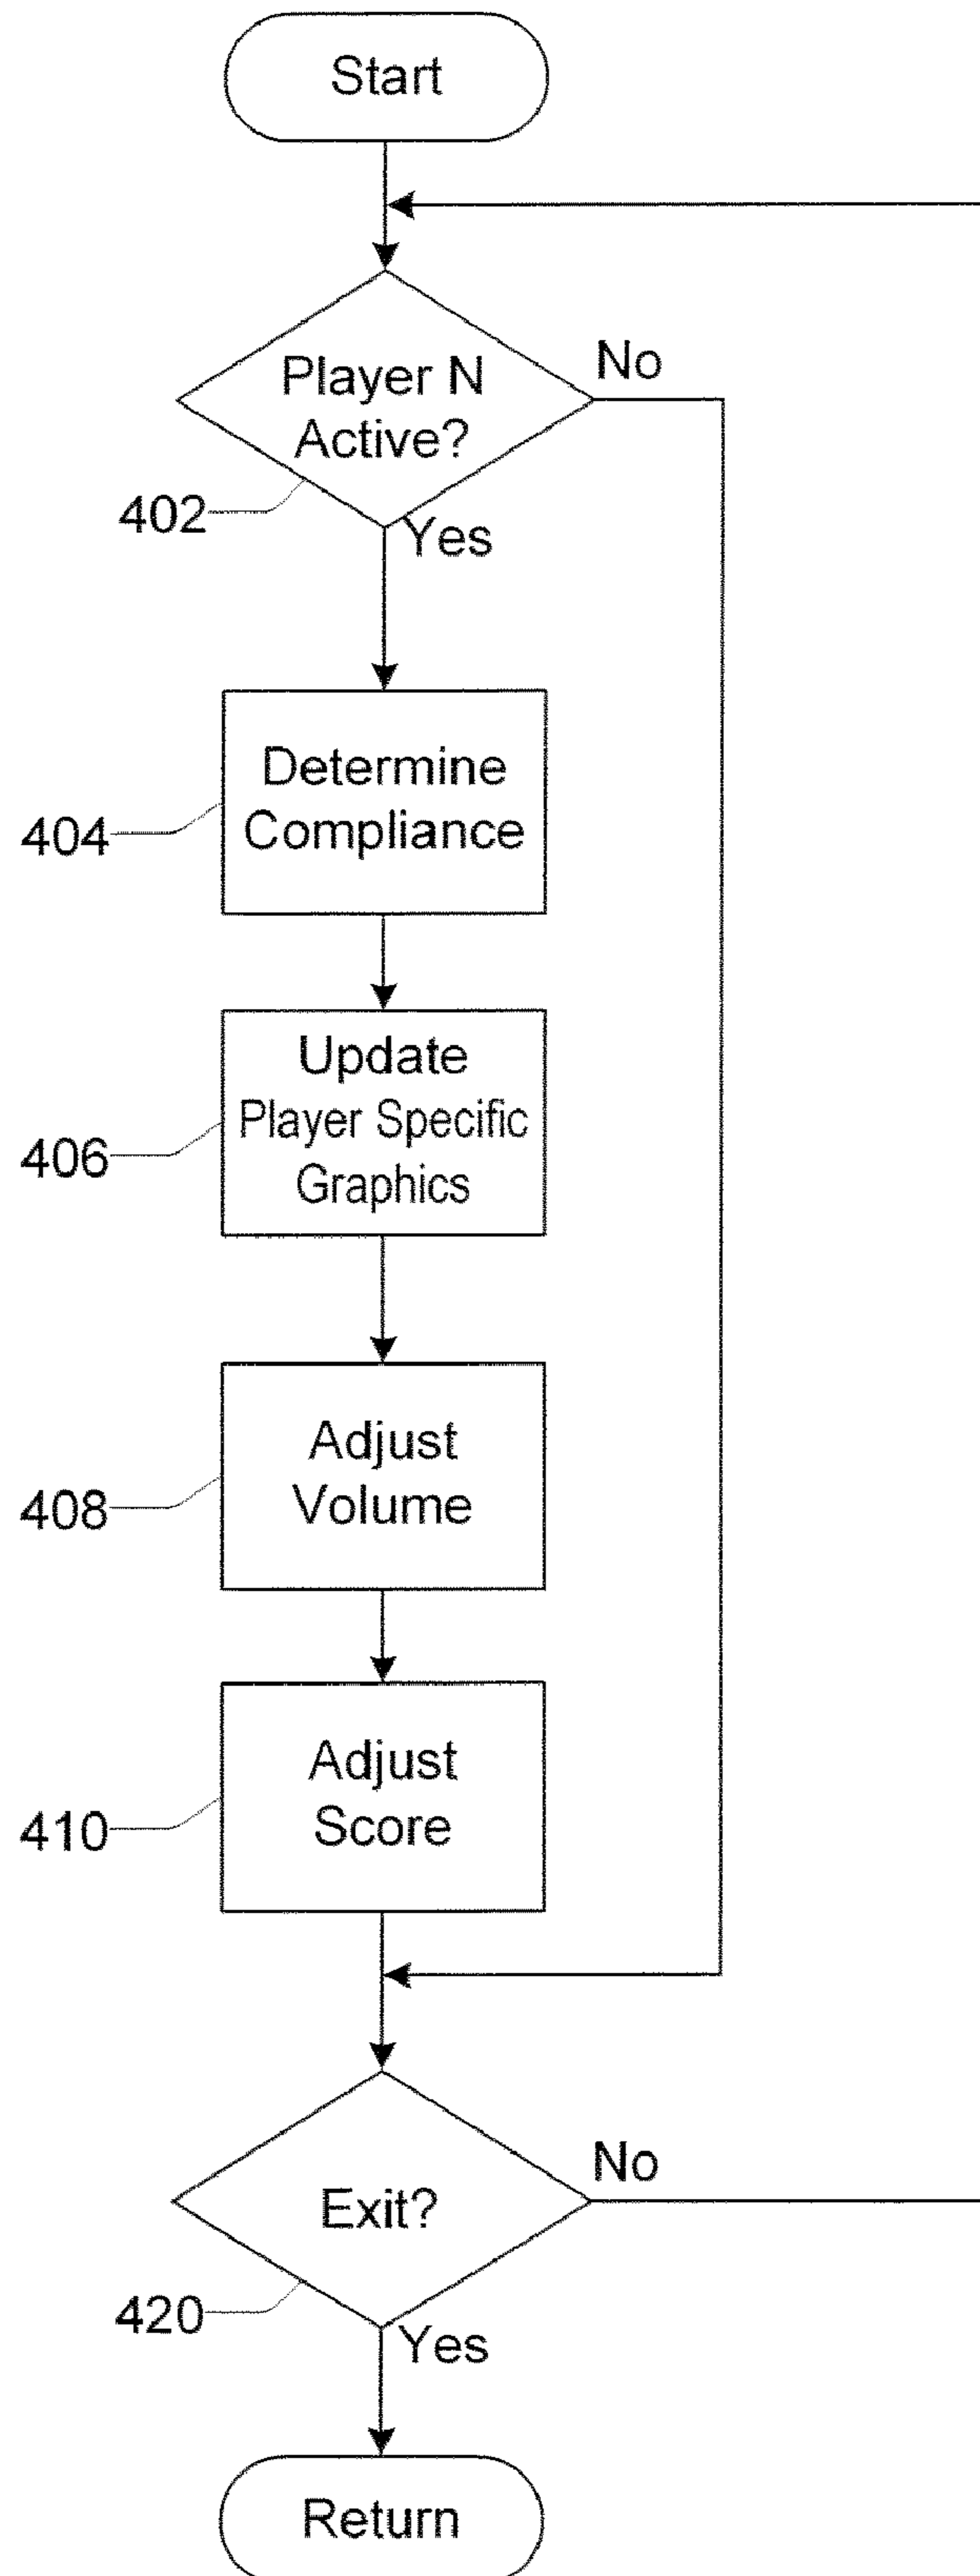 Start
Player N
Active?
No
402
Yes
Determine
Compliance
404
Update
Player Specific
Graphics
406
Adjust
Volume
408
Adjust
Score
410
Exit?
No
420
Yes
Return